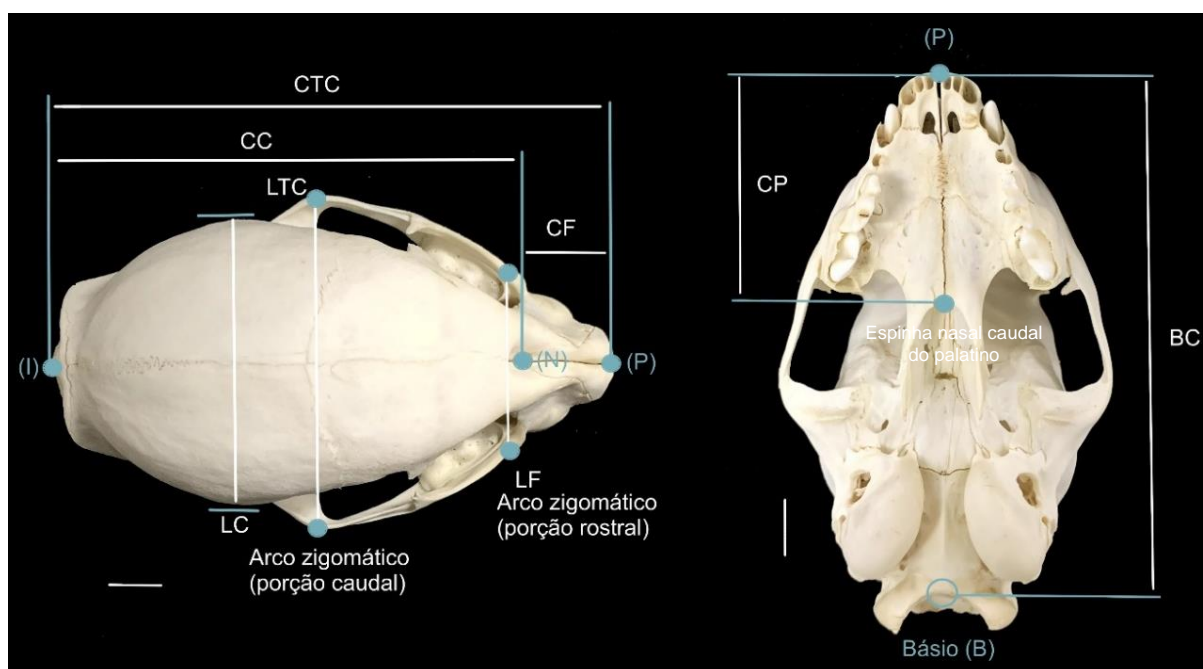 CTC
CC
LTC
CF
(I)
(N)
(P)
LC
LF
Arco zigomático
(porção rostral)
Arco zigomático
(porção caudal)
(P)
CP
BC
Espinha nasal caudal
do palatino
Básio (B)